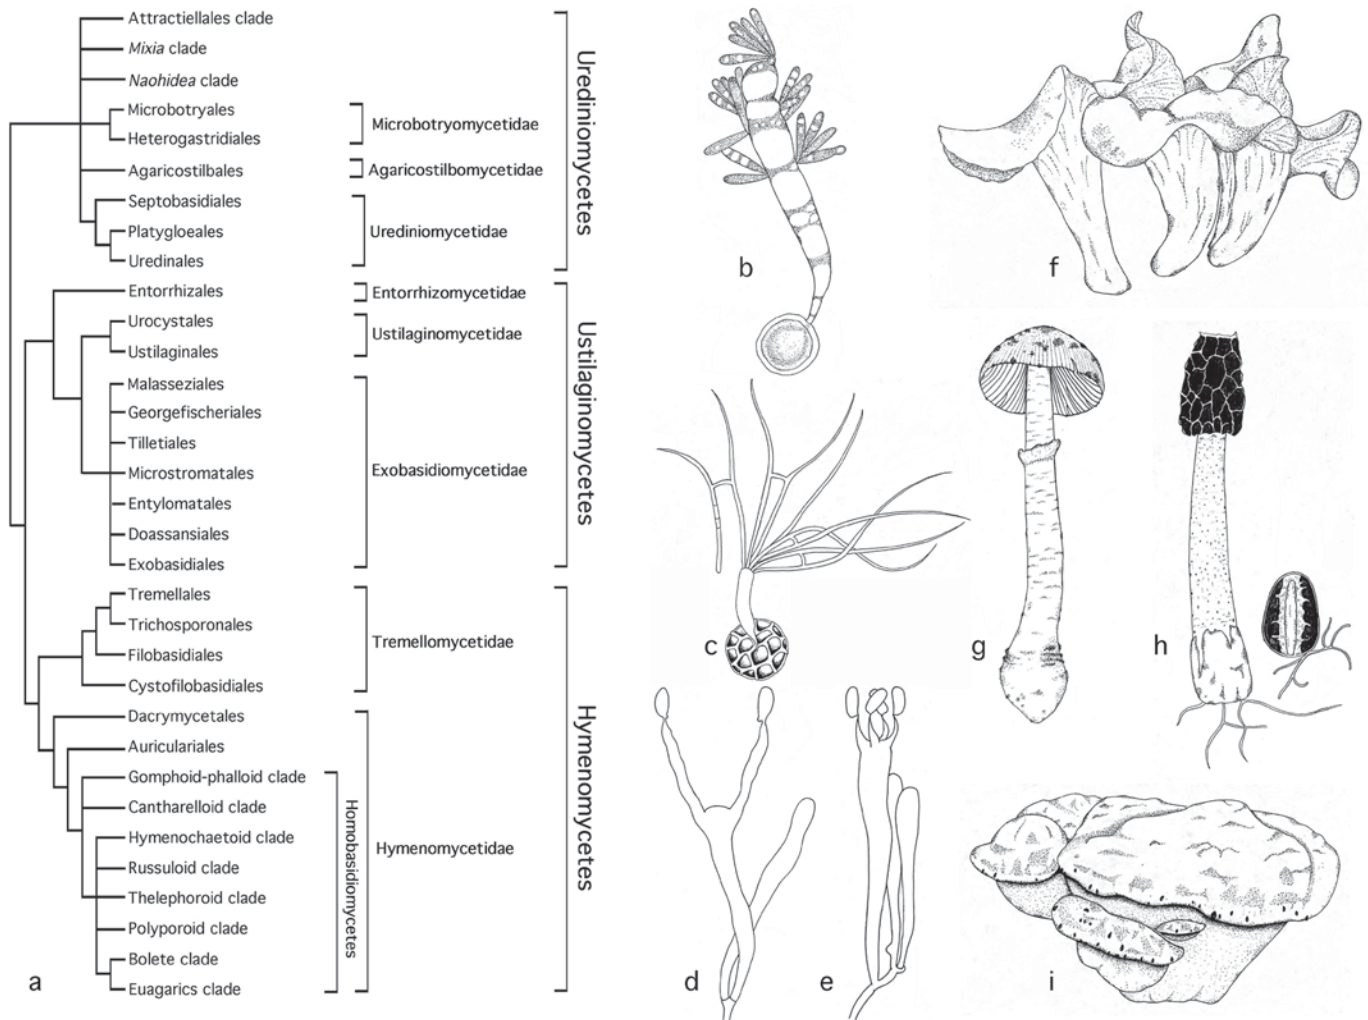 Attractiellales clade
Mixia clade
Naohidea clade
Microbotryales
Heterogastridiales
Agaricostilbales
Septobasidiales
Platygloeales
Uredinales
Entorrhizales
Urocystales
Ustilaginales
Malasseziales
Georgefischeriales
Tilletiales
Microstromatales
Entylomatales
Doassansiales
Exobasidiales
Tremellales
Trichosporonales
Filobasidiales
Cystofilobasidiales
Dacrymycetales
Auriculariales
Gomphoid-phalloid clade
Cantharelloid clade
Hymenochaetoid clade
Russuloid clade
Thelephoroid clade
Polyporoid clade
Bolete clade
Euagarics clade
Homobasidiomycetes
Microbotryomycetidae
Agaricostilbomycetidae
Urediniomycetidae
Entorrhizomycetidae
Ustilaginomycetidae
Exobasidiomycetidae
Tremellomycetidae
Hymenomycetidae
Urediniomycetes
Ustilaginomycetes
Hymenomycetes
a
b
c
d
e
f
g
h
i